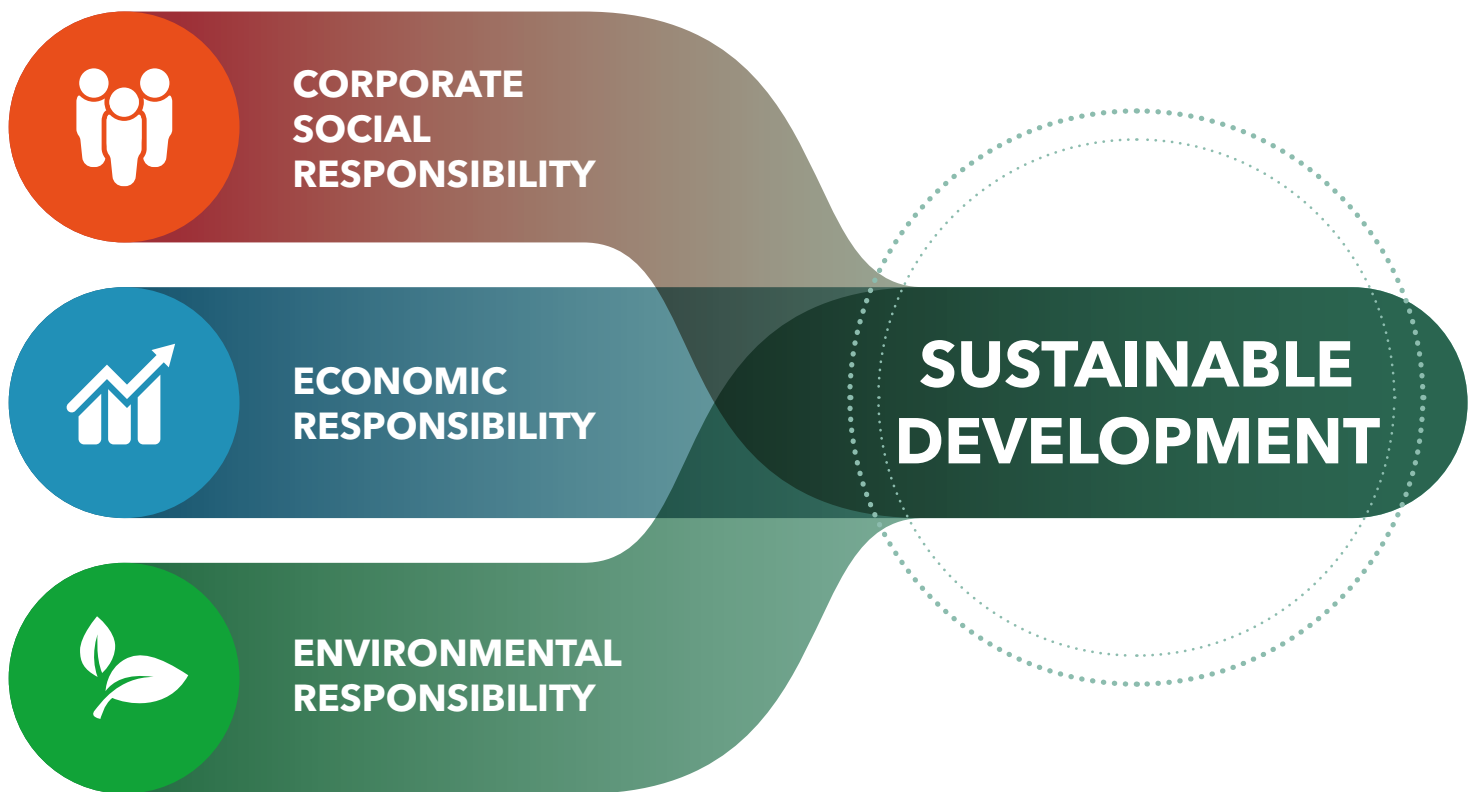 CORPORATE
SOCIAL
RESPONSIBILITY
ECONOMIC
RESPONSIBILITY
ENVIRONMENTAL
RESPONSIBILITY
SUSTAINABLE
DEVELOPMENT